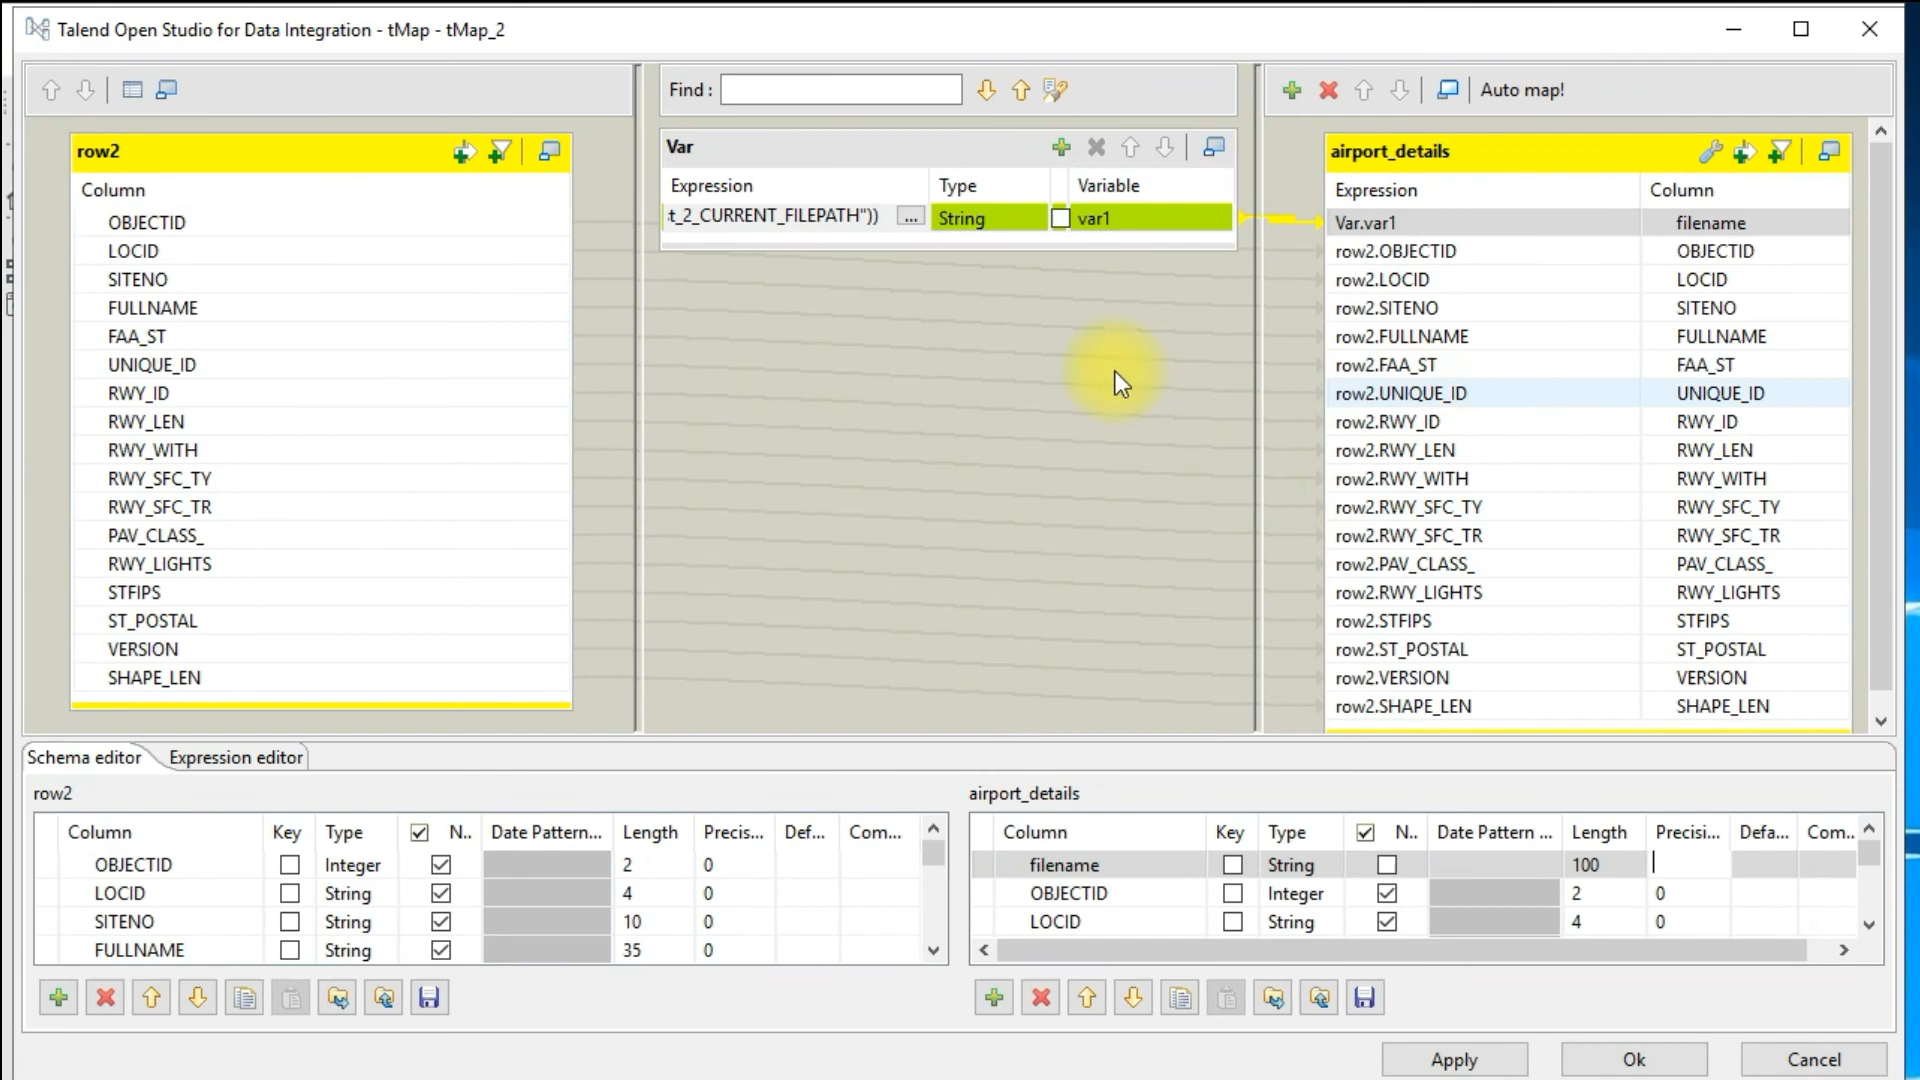 Talend Open Studio for Data Integration - tMap - tMap_2
Find :
Auto map!
row2
Column
OBJECTID
LOCID
SITENO
FULLNAME
FAA_ST
UNIQUE_ID
RWY_ID
RWY_LEN
RWY_WITH
RWY_SFC_TY
RWY_SFC_TR
PAV_CLASS_
RWY_LIGHTS
STFIPS
ST_POSTAL
VERSION
SHAPE_LEN
Var
Expression Type Variable
:t_2_CURRENT_FILEPATH")) ... String var1
airport_details
Expression Column
Var.var1 filename
row2.OBJECTID OBJECTID
row2.LOCID LOCID
row2.SITENO SITENO
row2.FULLNAME FULLNAME
row2.FAA_ST FAA_ST
row2.UNIQUE_ID UNIQUE_ID
row2.RWY_ID RWY_ID
row2.RWY_LEN RWY_LEN
row2.RWY_WITH RWY_WITH
row2.RWY_SFC_TY RWY_SFC_TY
row2.RWY_SFC_TR RWY_SFC_TR
row2.PAV_CLASS_ PAV_CLASS_
row2.RWY_LIGHTS RWY_LIGHTS
row2.STFIPS STFIPS
row2.ST_POSTAL ST_POSTAL
row2.VERSION VERSION
row2.SHAPE_LEN SHAPE_LEN
Schema editor Expression editor
row2
Column Key Type N.. Date Pattern... Length Precis... Def... Com...
OBJECTID Integer 2 0
LOCID String 4 0
SITENO String 10 0
FULLNAME String 35 0
airport_details
Column Key Type N.. Date Pattern ... Length Precisi... Defa... Com..
filename String 100
OBJECTID Integer 2 0
LOCID String 4 0
Apply Ok Cancel